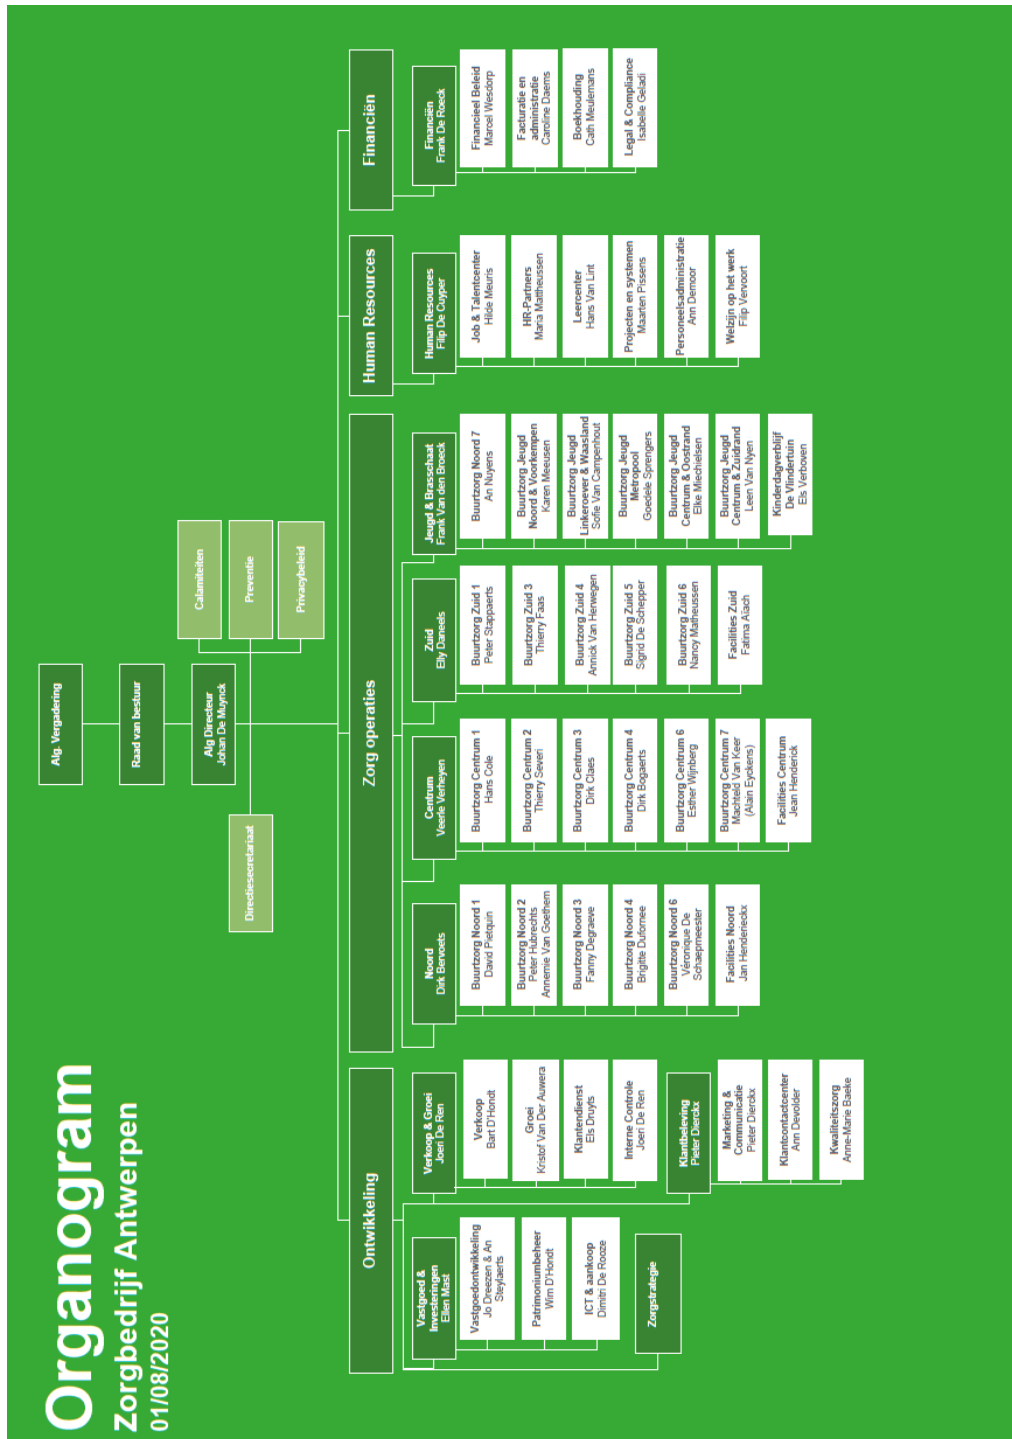 Organogram
Zorgbedrijf Antwerpen
01/08/2020
Alg. Vergadering
Raad van bestuur
Alg Directeur
Johan De Muynck
Directiesecretariaat
Calamiteiten
Preventie
Privacybeleid
Ontwikkeling
Vastgoed &
Investeringen
Ellen Mast
Vastgoedontwikkeling
Jo Dreezen & An
Steylaerts
Patrimoniumbeheer
Wim D'Hondt
ICT & aankoop
Dimitri De Rooze
Zorgstrategie
Verkoop & Groei
Joeri De Ren
Verkoop
Bart D'Hondt
Groei
Kristof Van Der Auwera
Klantendienst
Els Druyts
Interne Controle
Joeri De Ren
Klantbeleving
Pieter Dierckx
Marketing &
Communicatie
Pieter Dierckx
Klantcontactcenter
Ann Devolder
Kwaliteitszorg
Anne-Marie Baeke
Zorg operaties
Noord
Dirk Bervoets
Buurtzorg Noord 1
David Pietquin
Buurtzorg Noord 2
Peter Hubrechts
Annemie Van Goethem
Buurtzorg Noord 3
Fanny Degraeve
Buurtzorg Noord 4
Brigitte Dufornee
Buurtzorg Noord 6
Véronique De
Schaepmeester
Facilities Noord
Jan Henderieckx
Centrum
Veerle Verheyen
Buurtzorg Centrum 1
Hans Cole
Buurtzorg Centrum 2
Thierry Severi
Buurtzorg Centrum 3
Dirk Claes
Buurtzorg Centrum 4
Dirk Bogaerts
Buurtzorg Centrum 6
Esther Wijnberg
Buurtzorg Centrum 7
Machteld Van Keer
(Alain Eyckens)
Facilities Centrum
Jean Henderick
Zuid
Elly Daneels
Buurtzorg Zuid 1
Peter Stappaerts
Buurtzorg Zuid 3
Thierry Faas
Buurtzorg Zuid 4
Annick Van Herwegen
Buurtzorg Zuid 5
Sigrid De Schepper
Buurtzorg Zuid 6
Nancy Matheussen
Facilities Zuid
Fatima Aïach
Jeugd & Brasschaat
Frank Van den Broeck
Buurtzorg Noord 7
An Nuyens
Buurtzorg Jeugd
Noord & Voorkempen
Karen Meeusen
Buurtzorg Jeugd
Linkeroever & Waasland
Sofie Van Campenhout
Buurtzorg Jeugd
Metropool
Goedele Sprengers
Buurtzorg Jeugd
Centrum & Oostrand
Elke Miechielsen
Buurtzorg Jeugd
Centrum & Zuidrand
Leen Van Nyen
Kinderdagverblijf
De Vlindertuin
Els Verboven
Human Resources
Human Resources
Filip De Cuyper
Job & Talentcenter
Hilde Meuris
HR-Partners
Maria Mattheussen
Leercenter
Hans Van Lint
Projecten en systemen
Maarten Pissens
Personeelsadministratie
Ann Demoor
Welzijn op het werk
Filip Vervoort
Financiën
Financiën
Frank De Roeck
Financieel Beleid
Marcel Wesdorp
Facturatie en
administratie
Caroline Daems
Boekhouding
Cath Meulemans
Legal & Compliance
Isabelle Geladi